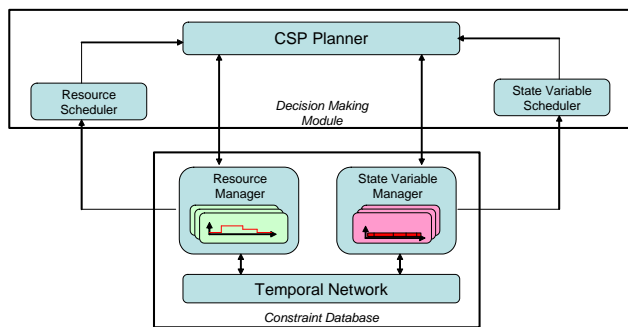 CSP Planner
Resource
Scheduler
State Variable
Scheduler
Decision Making
Module
Resource
Manager
State Variable
Manager
Temporal Network
Constraint Database